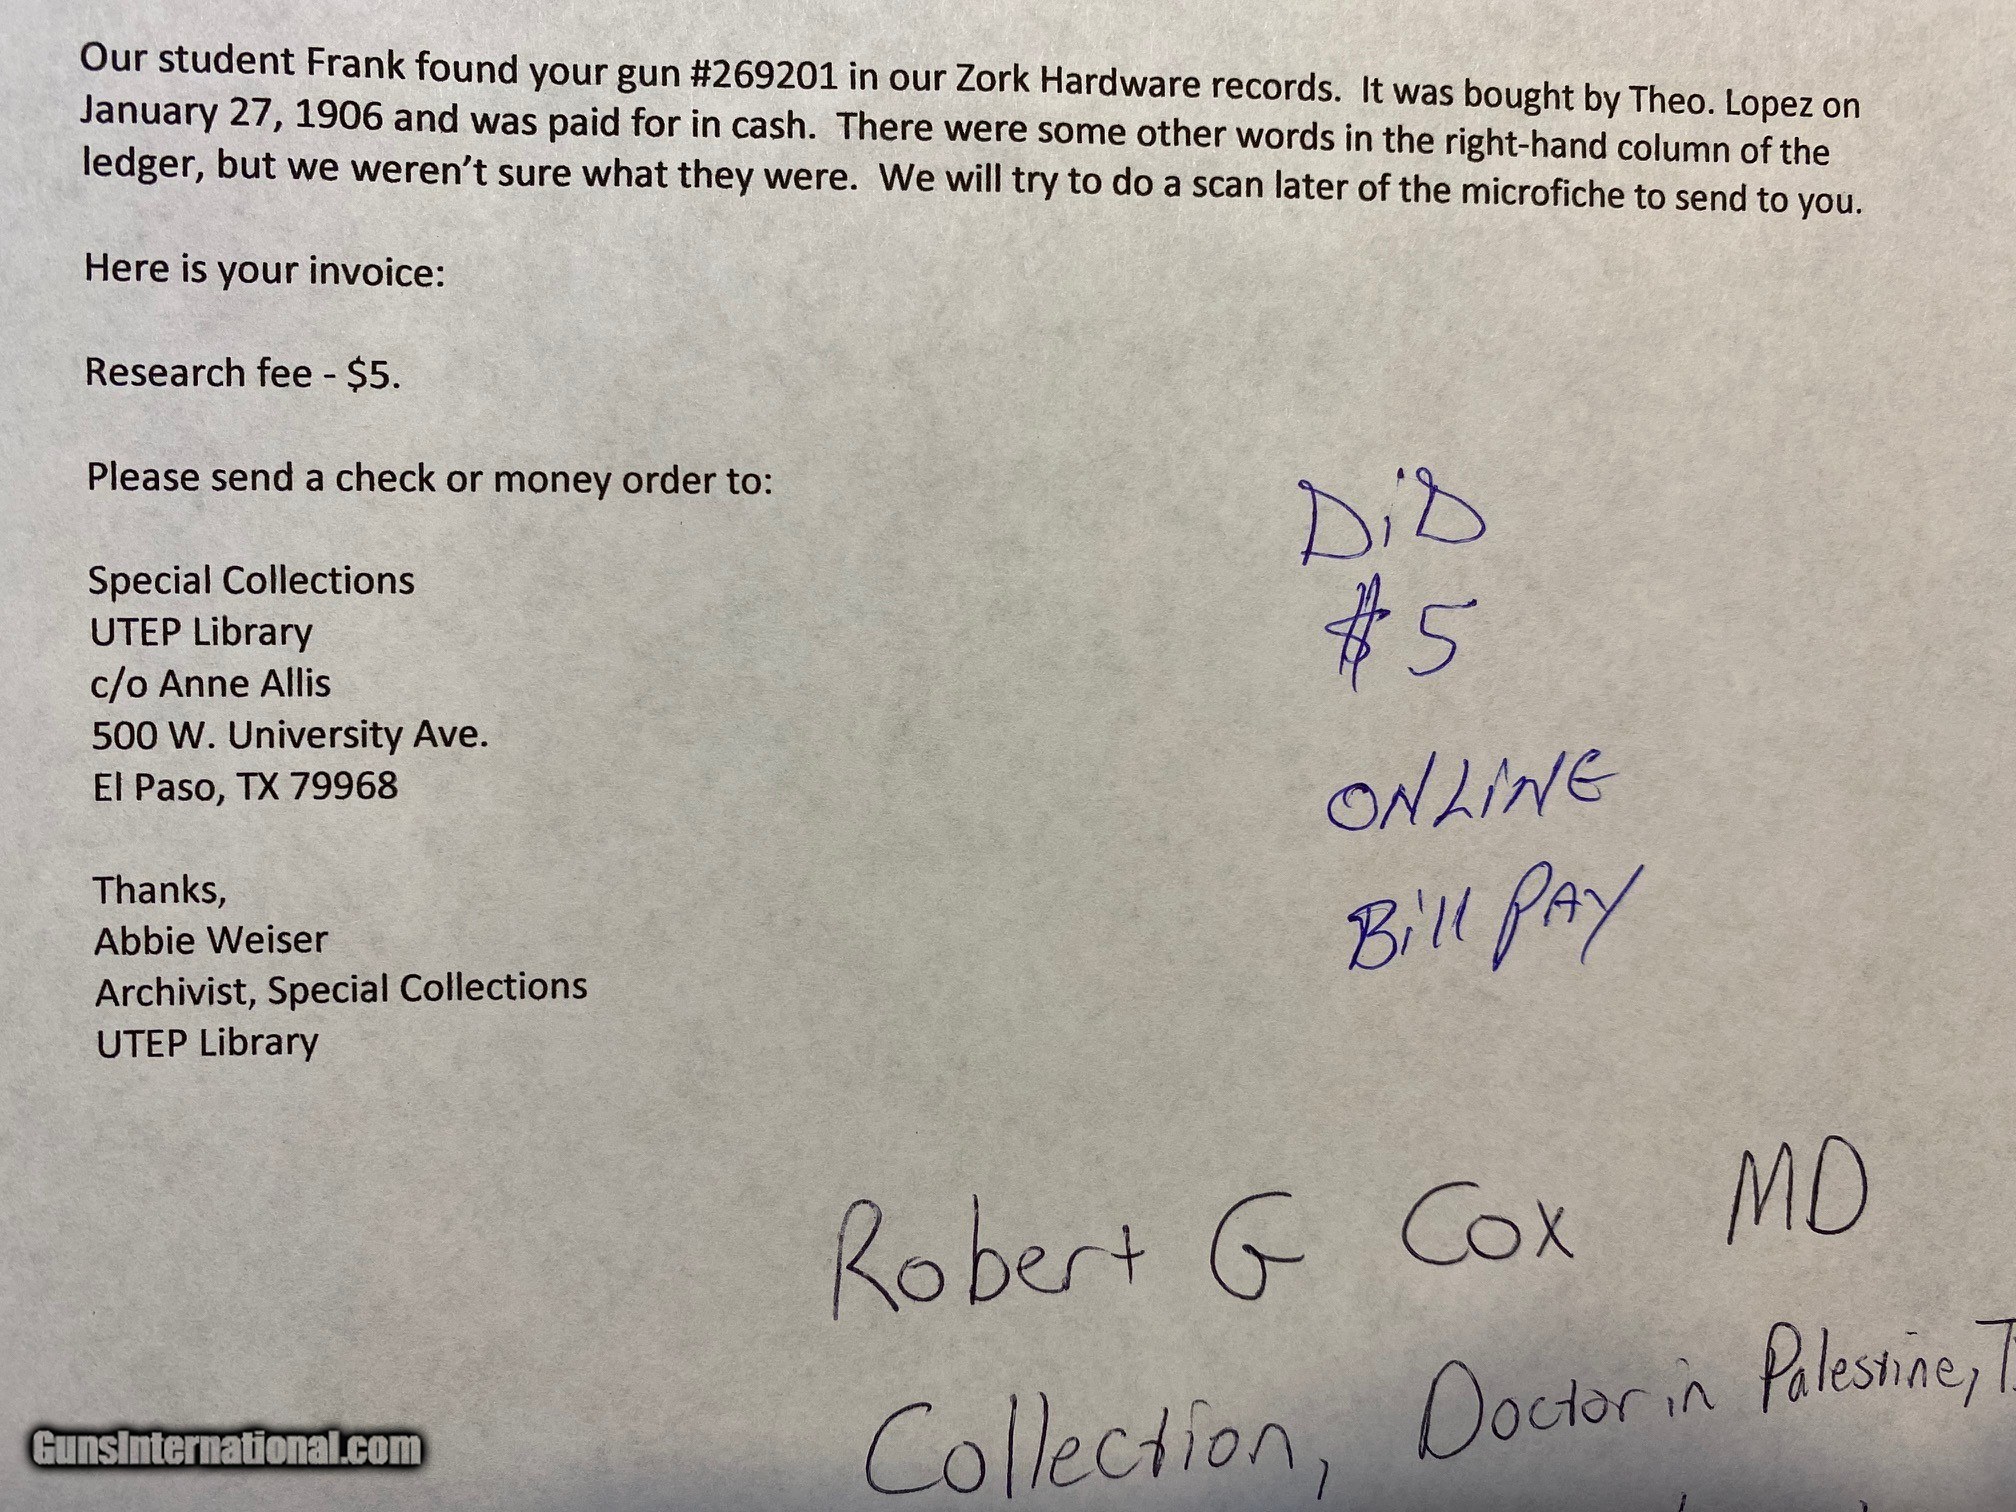 Our student Frank found your gun #269201 in our Zork Hardware records.  It was bought by Theo. Lopez on
January 27, 1906 and was paid for in cash.  There were some other words in the right-hand column of the
ledger, but we weren't sure what they were.  We will try to do a scan later of the microfiche to send to you.
Here is your invoice:
Research fee - $5.
Please send a check or money order to:
Special Collections
UTEP Library
c/o Anne Allis
500 W. University Ave.
El Paso, TX 79968
Thanks,
Abbie Weiser
Archivist, Special Collections
UTEP Library
DiD
$5
ONLINE
Bill PAY
Robert G Cox MD
Collection, Doctor in Palestine,
GunsInternational.com